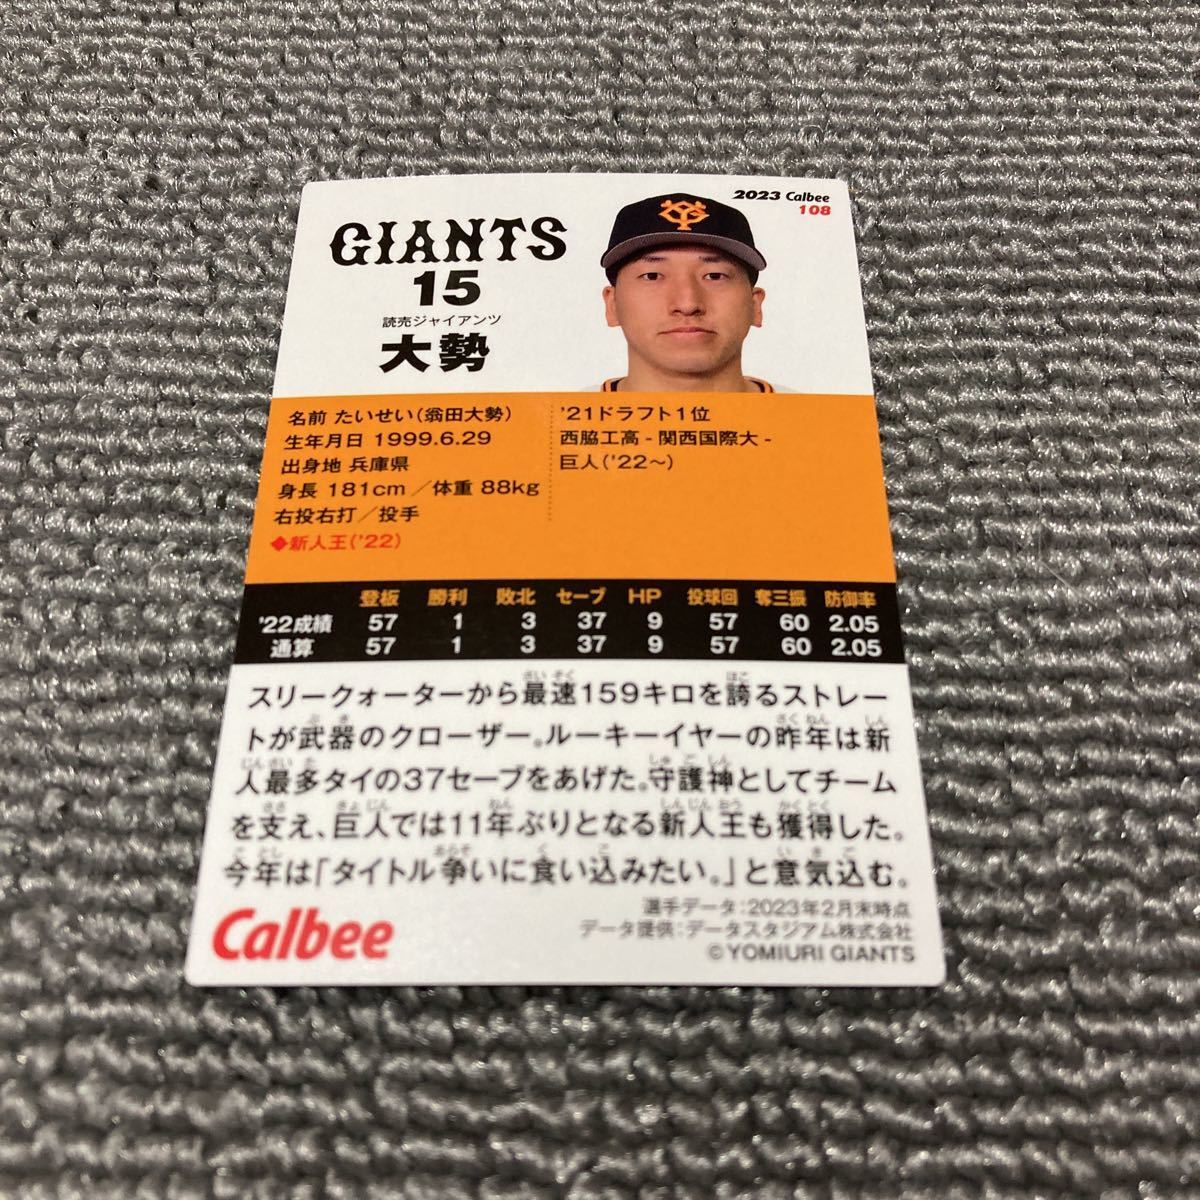 2023 Calbee
108
GIANTS
15
読売ジャイアンツ
大勢
名前 たいせい(翁田大勢)
生年月日 1999.6.29
出身地 兵庫県
身長 181cm／体重 88kg
右投右打／投手
◆新人王('22)
'21ドラフト1位
西脇工高 - 関西国際大 -
巨人('22〜)
登板 勝利 敗北 セーブ HP 投球回 奪三振 防御率
'22成績 57 1 3 37 9 57 60 2.05
通算 57 1 3 37 9 57 60 2.05
スリークォーターから最速159キロを誇るストレー
トが武器のクローザー。ルーキーイヤーの昨年は新
人最多タイの37セーブをあげた。守護神としてチーム
を支え、巨人では11年ぶりとなる新人王も獲得した。
今年は「タイトル争いに食い込みたい。」と意気込む。
Calbee
選手データ:2023年2月末時点
データ提供:データスタジアム株式会社
©YOMIURI GIANTS